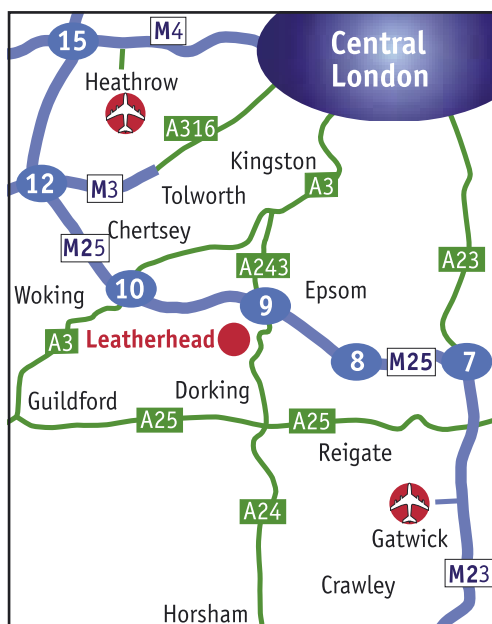 M4
15
Central
London
Heathrow
A316
Kingston
12
M3
A3
Tolworth
Chertsey
M25
A243
A23
10
Woking
Epsom
9
A3
Leatherhead
8
M25
7
Dorking
Guildford
A25
A25
Reigate
A24
Gatwick
M23
Crawley
Horsham